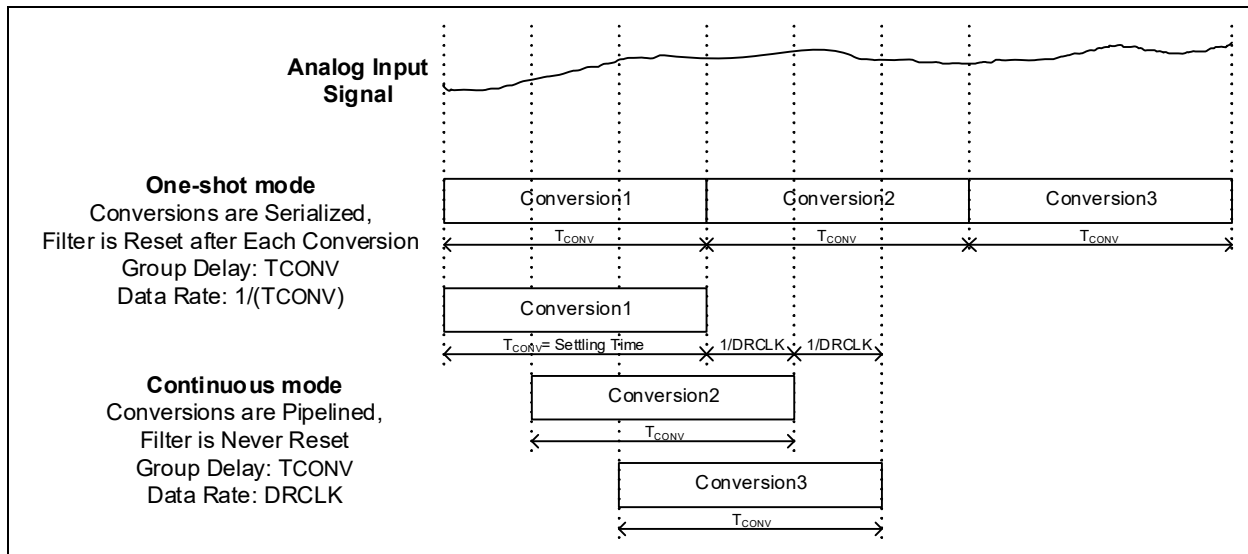 Analog Input
Signal
One-shot mode
Conversions are Serialized,
Filter is Reset after Each Conversion
Group Delay: TCONV
Data Rate: 1/(TCONV)
Conversion1
Conversion2
Conversion3
TCONV
TCONV
TCONV
Conversion1
TCONV= Settling Time
1/DRCLK
1/DRCLK
Continuous mode
Conversions are Pipelined,
Filter is Never Reset
Group Delay: TCONV
Data Rate: DRCLK
Conversion2
TCONV
Conversion3
TCONV